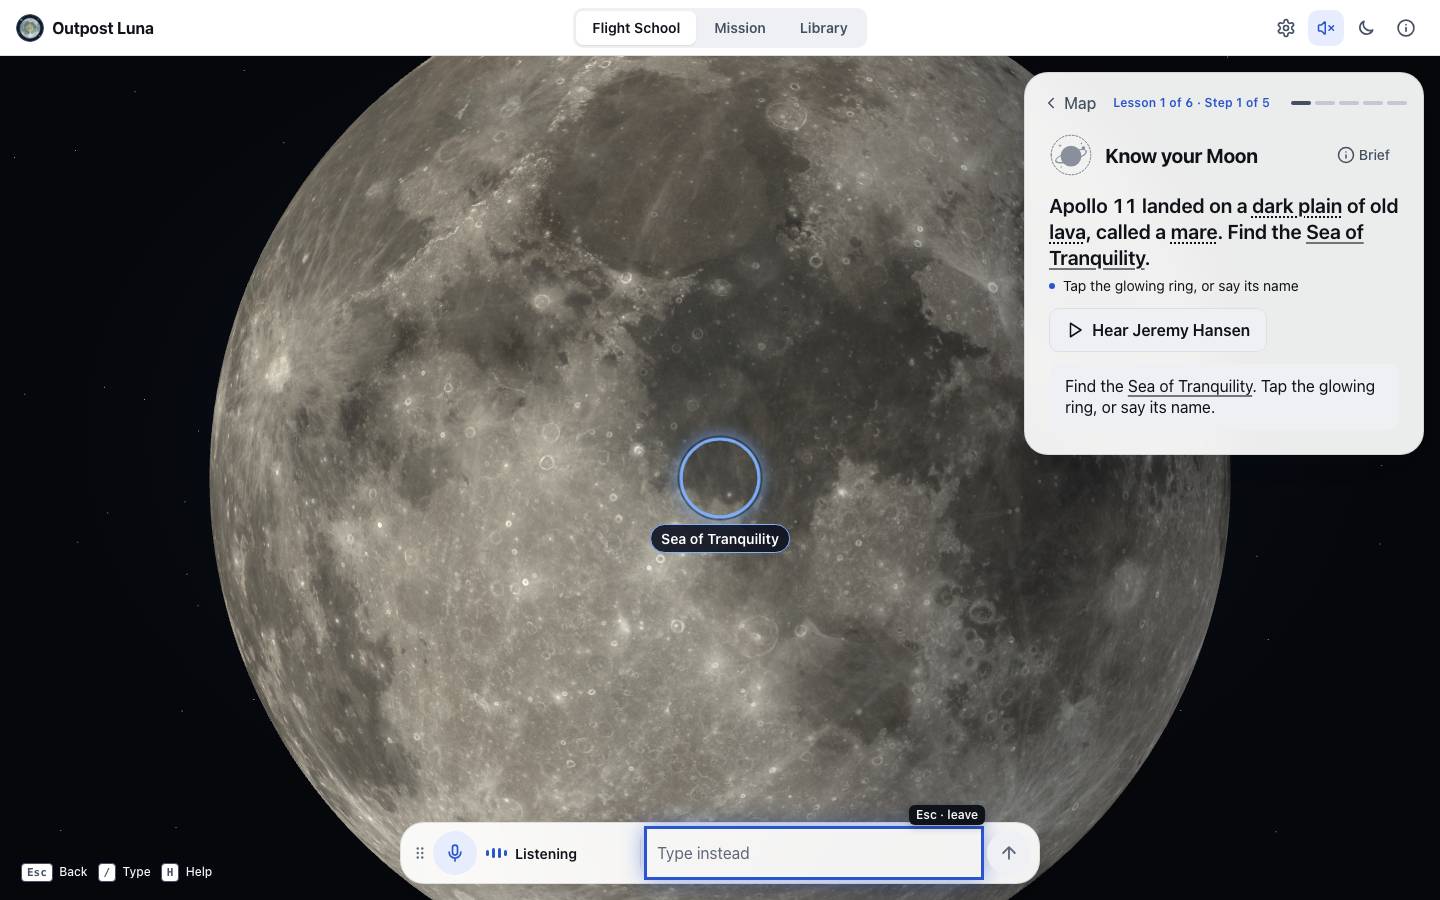 Outpost Luna
Flight School
Mission
Library
Map
Lesson 1 of 6 · Step 1 of 5
Know your Moon
Brief
Apollo 11 landed on a dark plain of old
lava, called a mare. Find the Sea of
Tranquility.
Tap the glowing ring, or say its name
Hear Jeremy Hansen
Find the Sea of Tranquility. Tap the glowing
ring, or say its name.
Sea of Tranquility
Esc · leave
Listening
Type instead
Esc Back / Type H Help